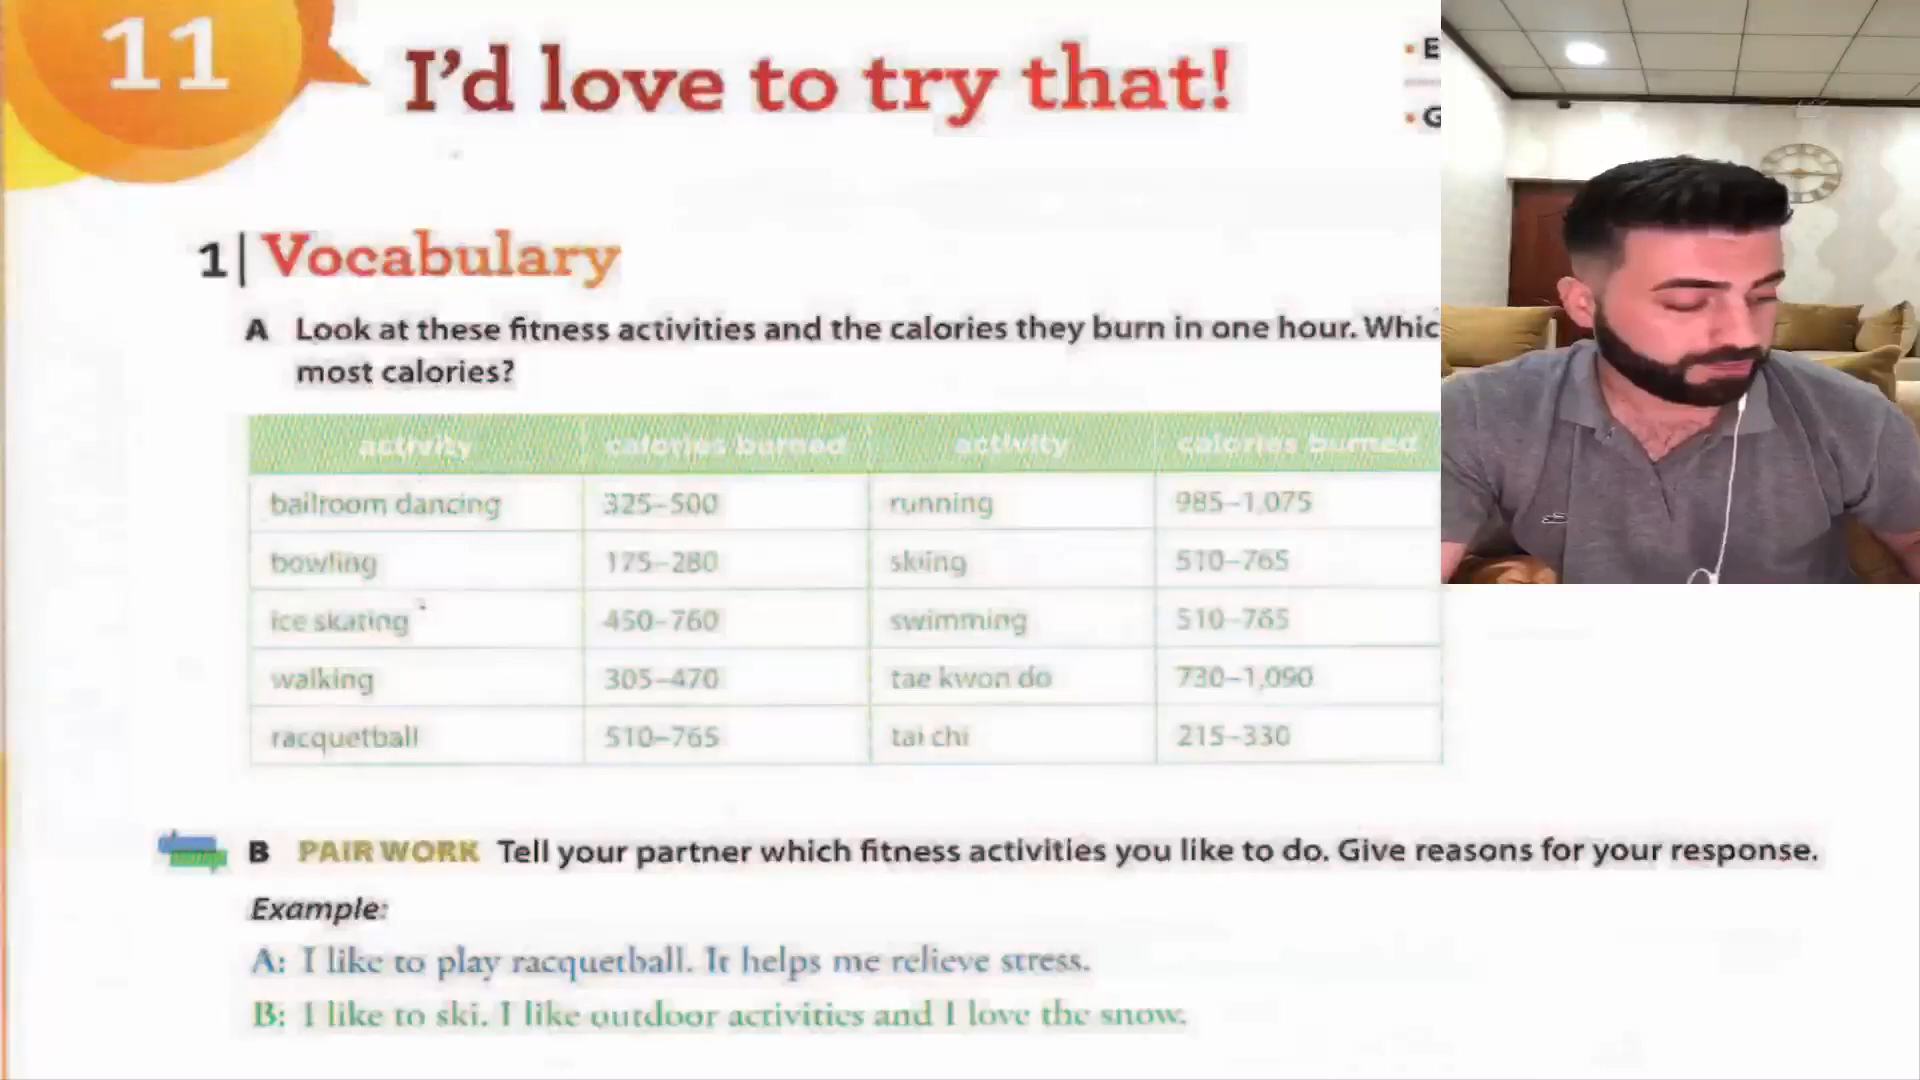 11
I'd love to try that!
• E
• G
1 | Vocabulary
A Look at these fitness activities and the calories they burn in one hour. Whic
most calories?
activity calories burned activity calories burned
ballroom dancing 325–500 running 985–1,075
bowling 175–280 skiing 510–765
ice skating 450–760 swimming 510–765
walking 305–470 tae kwon do 730–1,090
racquetball 510–765 tai chi 215–330
B PAIR WORK Tell your partner which fitness activities you like to do. Give reasons for your response.
Example:
A: I like to play racquetball. It helps me relieve stress.
B: I like to ski. I like outdoor activities and I love the snow.